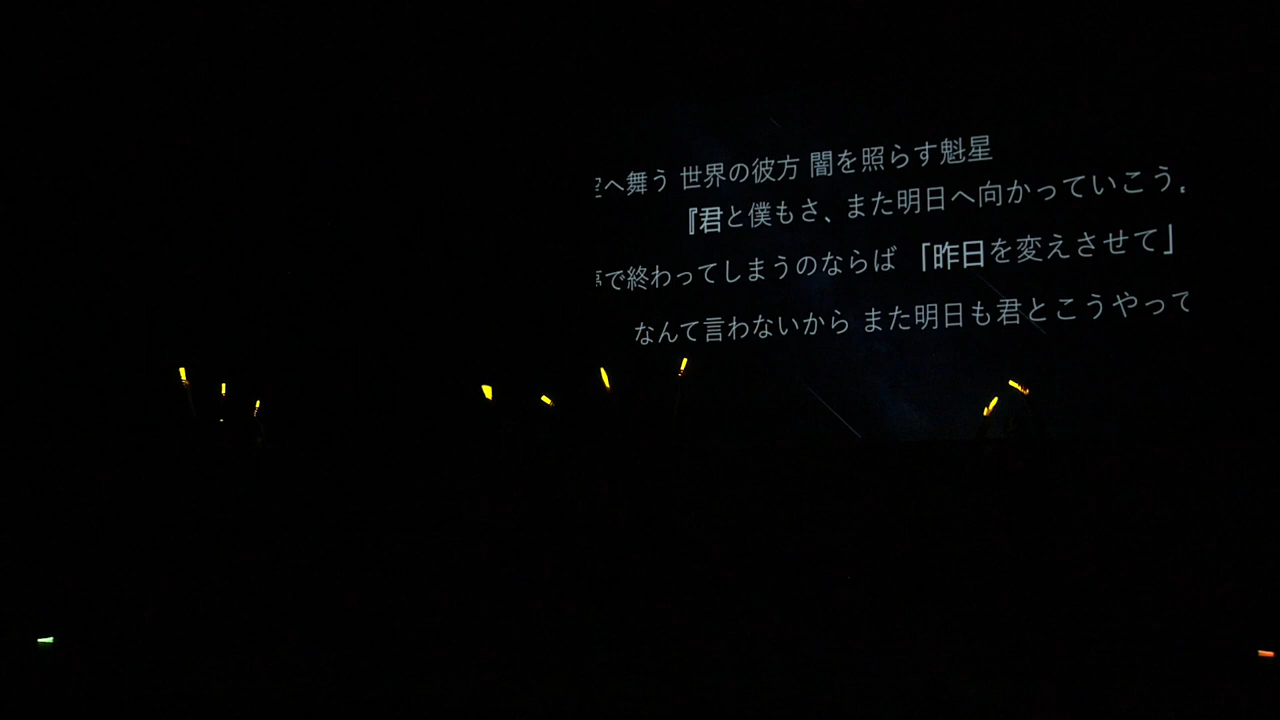 へ舞う 世界の彼方 闇を照らす魁星
『君と僕もさ、また明日へ向かっていこう。
で終わってしまうのならば 「昨日を変えさせて」
なんて言わないから また明日も君とこうやって